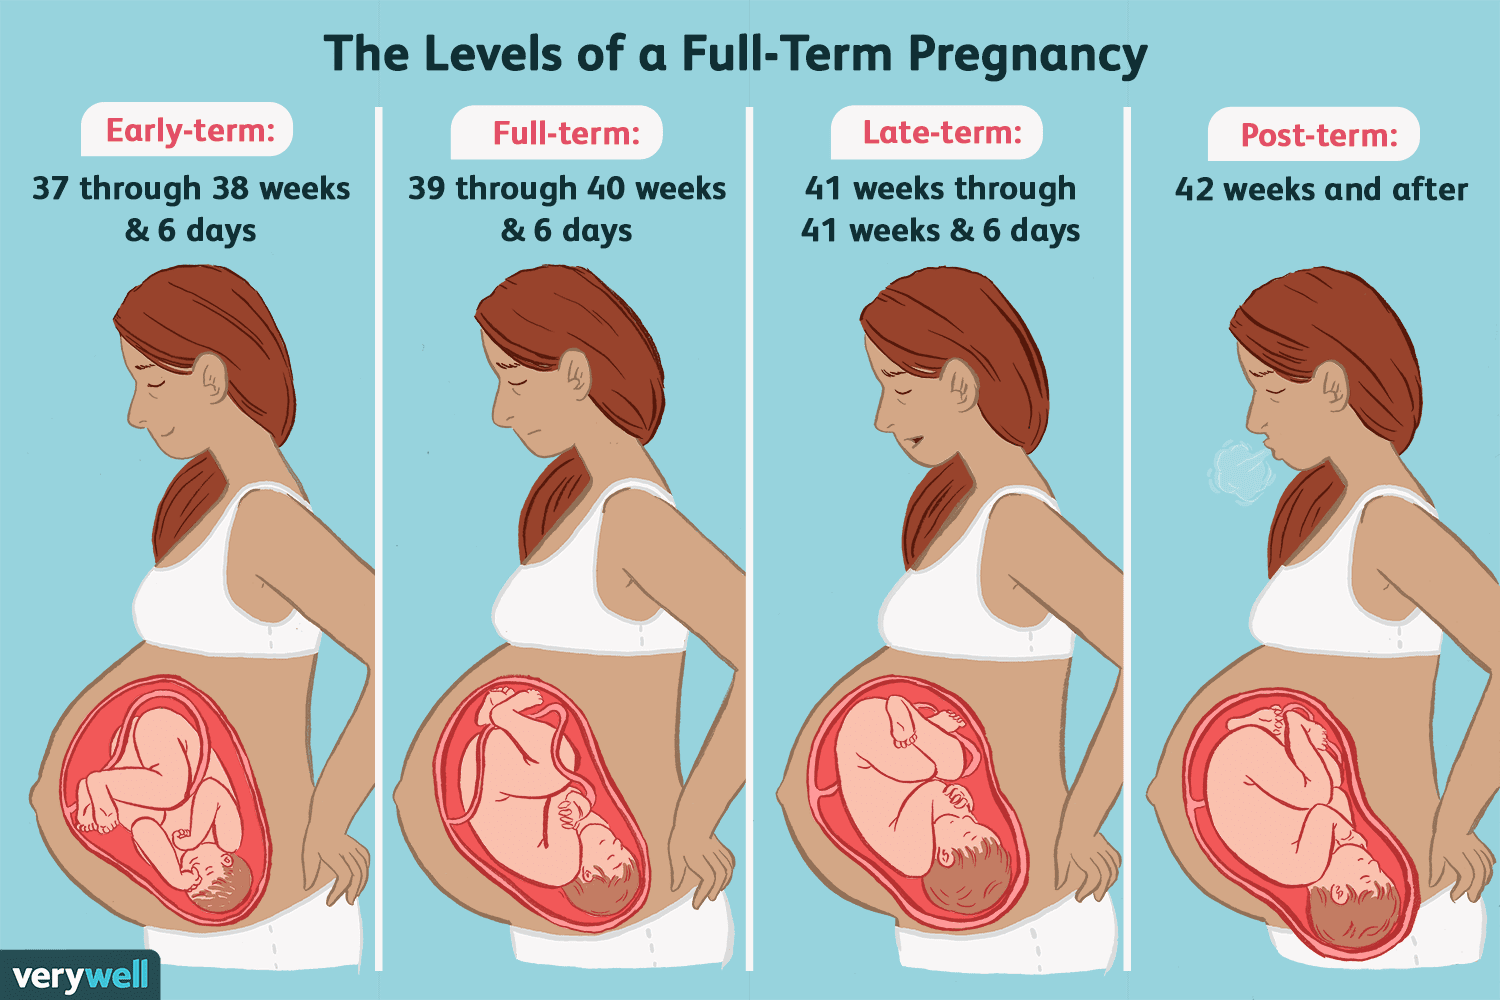 The Levels of a Full-Term Pregnancy
Early-term:
37 through 38 weeks
& 6 days
Full-term:
39 through 40 weeks
& 6 days
Late-term:
41 weeks through
41 weeks & 6 days
Post-term:
42 weeks and after
verywell